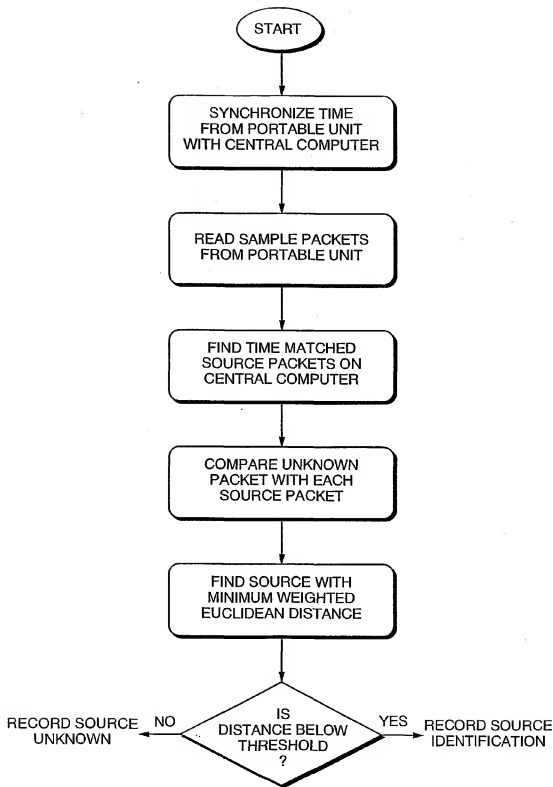 START
SYNCHRONIZE TIME
FROM PORTABLE UNIT
WITH CENTRAL COMPUTER
READ SAMPLE PACKETS
FROM PORTABLE UNIT
FIND TIME MATCHED
SOURCE PACKETS ON
CENTRAL COMPUTER
COMPARE UNKNOWN
PACKET WITH EACH
SOURCE PACKET
FIND SOURCE WITH
MINIMUM WEIGHTED
EUCLIDEAN DISTANCE
IS
DISTANCE BELOW
THRESHOLD
?
NO
RECORD SOURCE
UNKNOWN
YES
RECORD SOURCE
IDENTIFICATION